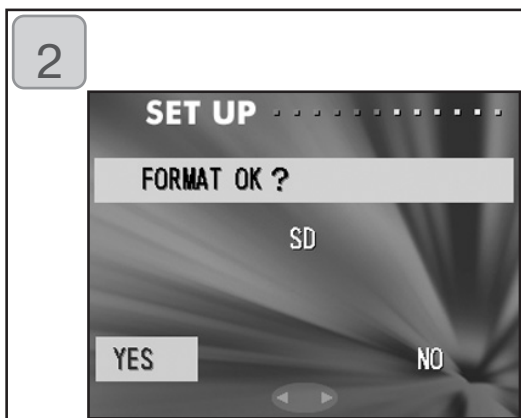 2
SET UP
FORMAT OK ?
SD
YES NO